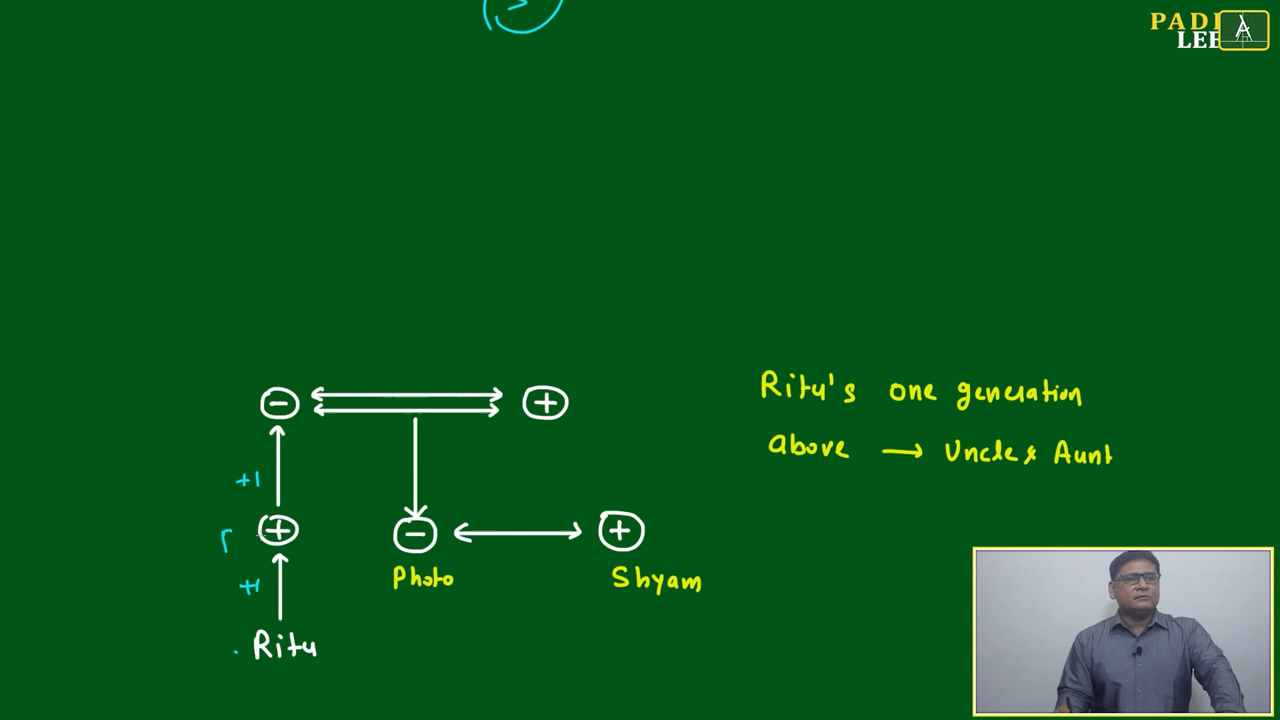 PADI
LEE
Ritu's one generation
above → Uncle & Aunt
- +
+1
+ - +
Photo Shyam
+1
Ritu